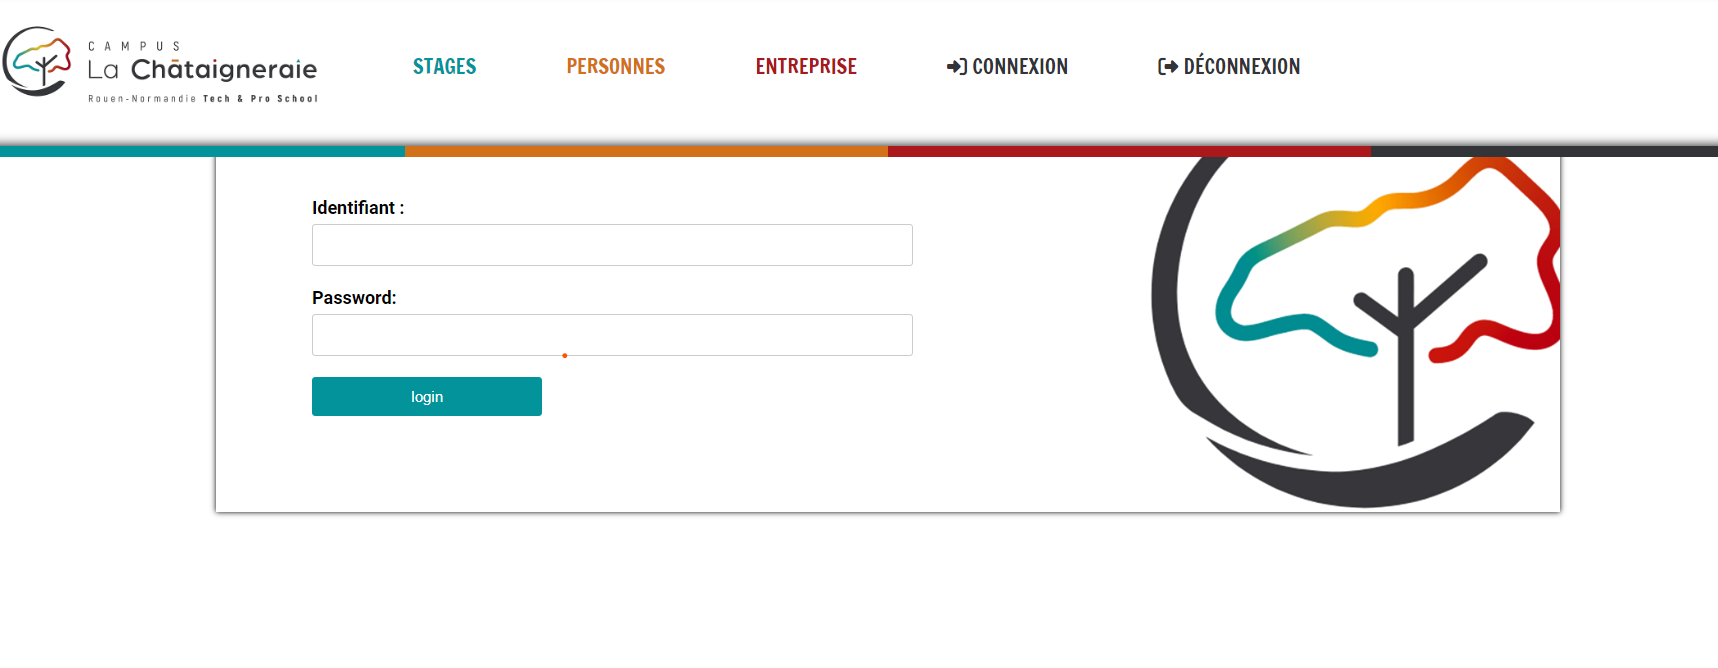 CAMPUS
La Châtaigneraie
Rouen-Normandie Tech & Pro School
STAGES
PERSONNES
ENTREPRISE
CONNEXION
DÉCONNEXION
Identifiant :
Password:
login